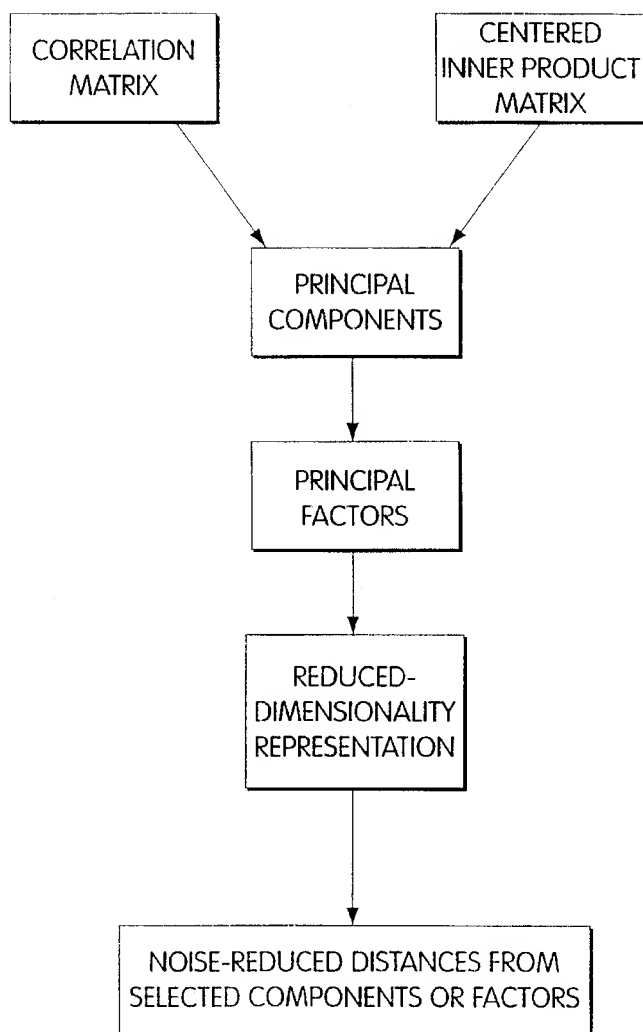 CORRELATION
MATRIX
CENTERED
INNER PRODUCT
MATRIX
PRINCIPAL
COMPONENTS
PRINCIPAL
FACTORS
REDUCED-
DIMENSIONALITY
REPRESENTATION
NOISE-REDUCED DISTANCES FROM
SELECTED COMPONENTS OR FACTORS